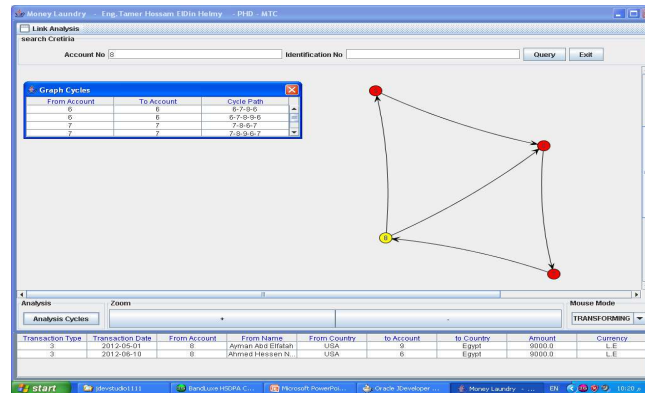 Money Laundry - Eng.Tamer Hossam ElDin Helmy - PHD - MTC
Link Analysis
search Cretiria
Account No 8 Identification No Query Exit
Graph Cycles
From Account To Account Cycle Path
6 6 6-7-8-6
6 6 6-7-8-9-6
7 7 7-8-6-7
7 7 7-8-9-6-7
8
Analysis Zoom Mouse Mode
Analysis Cycles + - TRANSFORMING
Transaction Type Transaction Date From Account From Name From Country to Account to Country Amount Currency
3 2012-05-01 8 Ayman Abd Elfatah USA 9 Egypt 9000.0 L.E
3 2012-06-10 8 Ahmed Hessen N... USA 6 Egypt 9000.0 L.E
start jdevstudio1111 BandLuxe HSDPA C... Microsoft PowerPoi... Oracle JDeveloper ... Money Laundry - ... EN 10:20